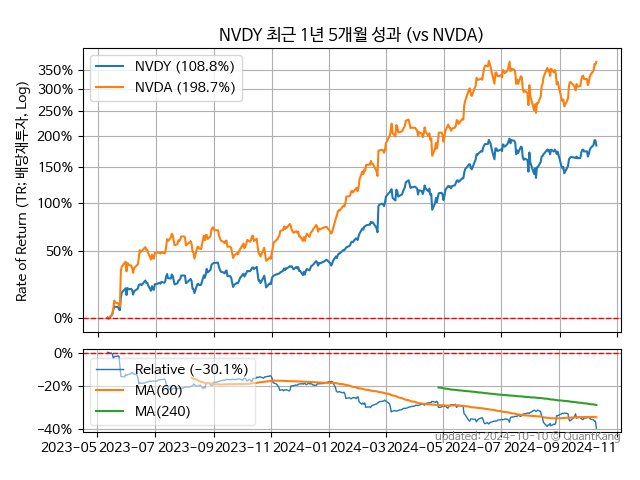 NVDY 최근 1년 5개월 성과 (vs NVDA)
NVDY (108.8%)
NVDA (198.7%)
Rate of Return (TR: 배당재투자, Log)
350%
300%
250%
200%
150%
100%
50%
0%
Relative (−30.1%)
MA(60)
MA(240)
0%
−20%
−40%
updated: 2024-10-10 © QuantKang
2023-05 2023-07 2023-09 2023-11 2024-01 2024-03 2024-05 2024-07 2024-09 2024-11